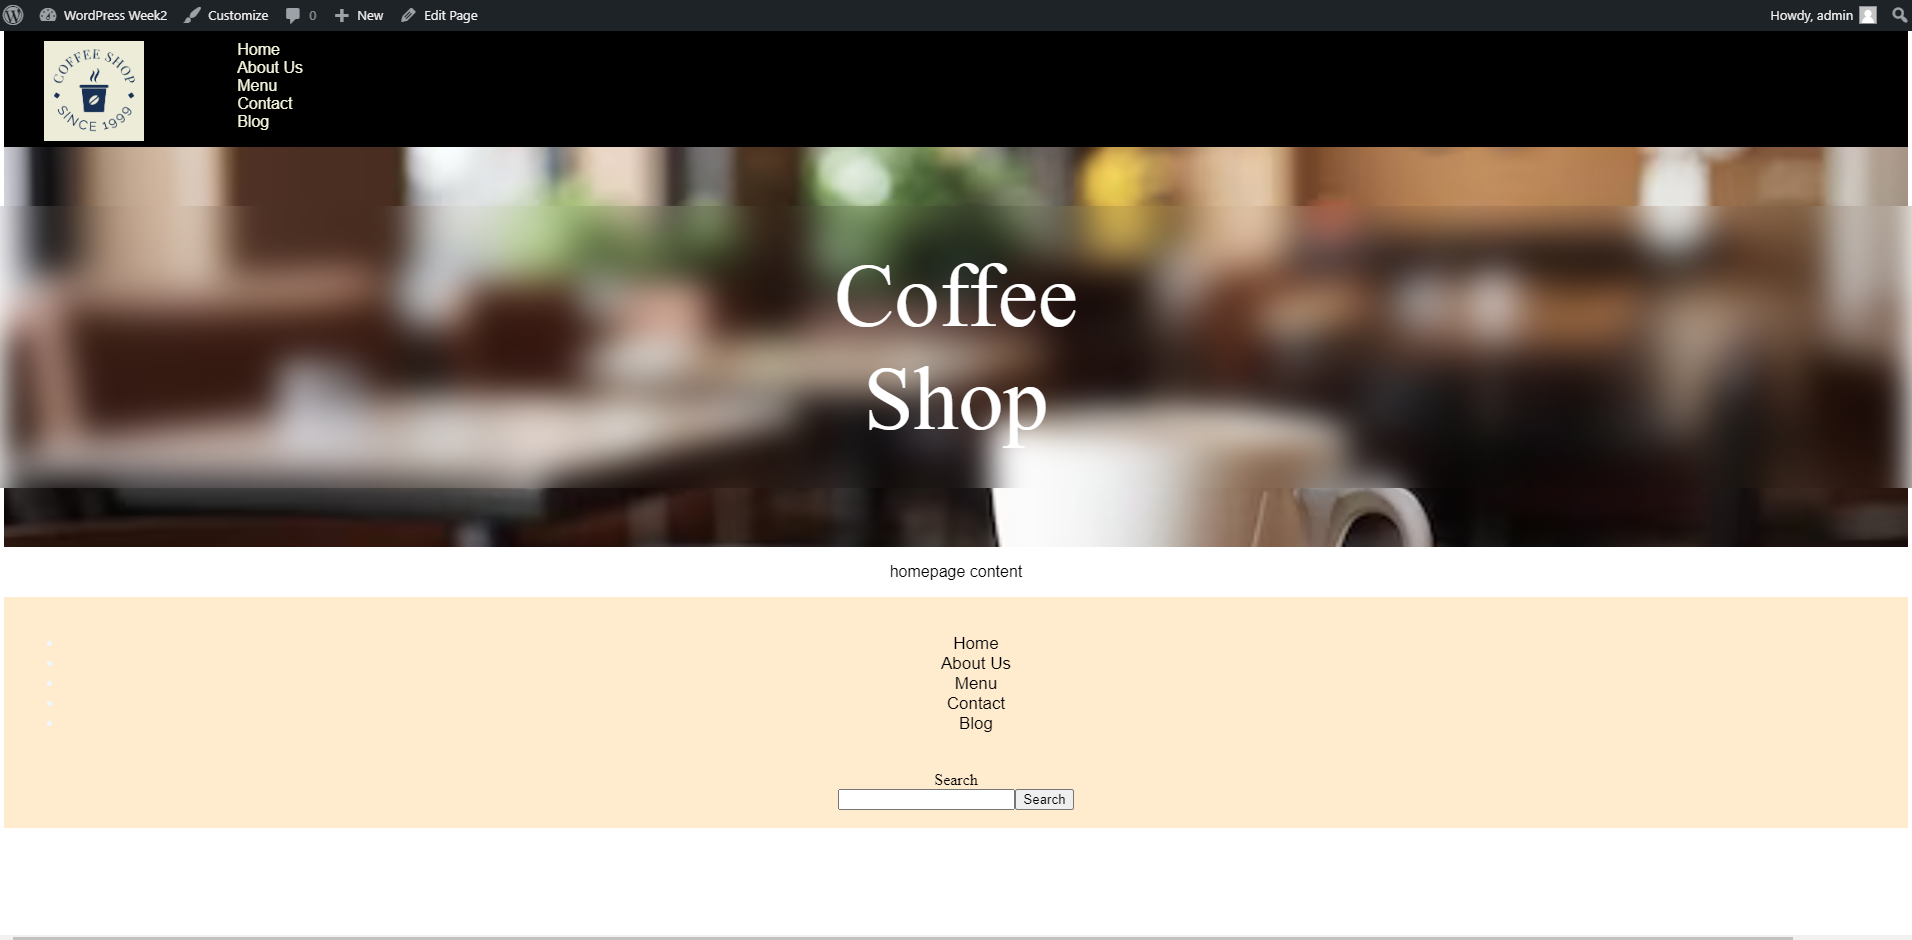 WordPress Week2 Customize 0 New Edit Page Howdy, admin
COFFEE SHOP
SINCE 1999
Home
About Us
Menu
Contact
Blog
Coffee
Shop
homepage content
Home
About Us
Menu
Contact
Blog
Search
Search